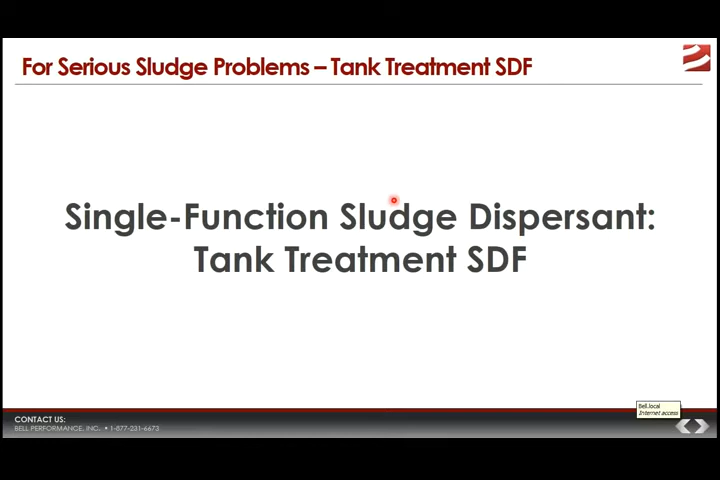 For Serious Sludge Problems – Tank Treatment SDF
Single-Function Sludge Dispersant:
Tank Treatment SDF
CONTACT US:
BELL PERFORMANCE, INC. • 1-877-231-6673
Bell.local
Internet access